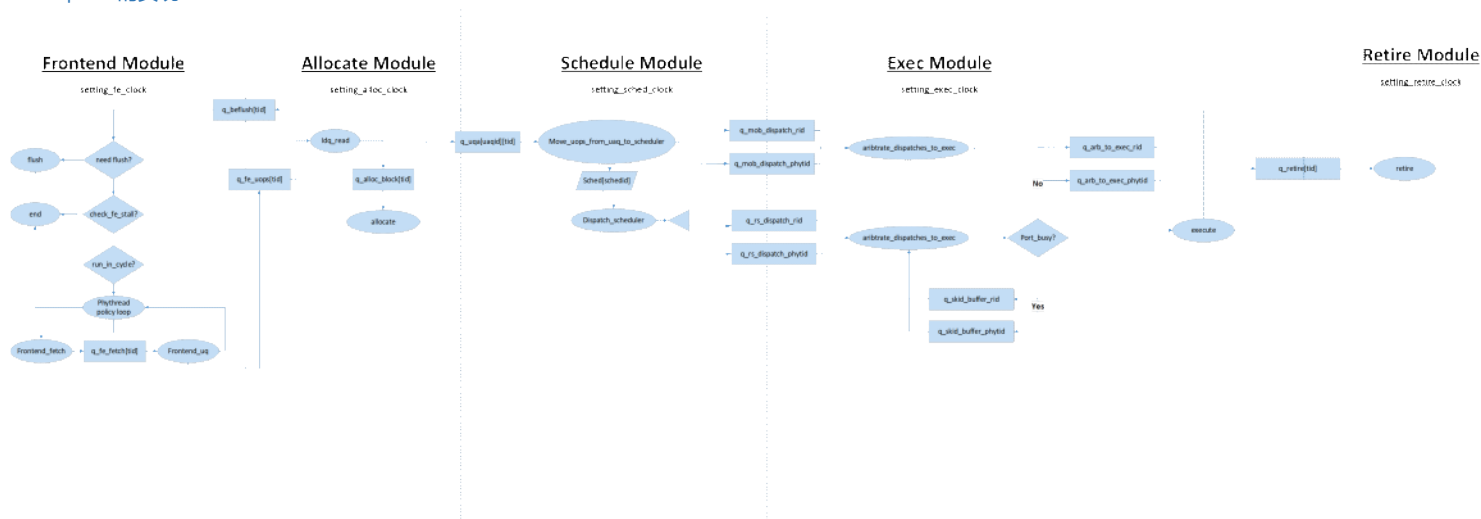 Frontend Module
setting_fe_clock
need flush?
flush
check_fe_stall?
end
run_in_cycle?
Phythread
policy loop
Frontend_fetch
q_fe_fetch[tid]
Frontend_uq
Allocate Module
setting_alloc_clock
q_beflush[tid]
idq_read
q_fe_uops[tid]
q_alloc_block[tid]
allocate
Schedule Module
setting_sched_clock
q_uqs[uaqid][tid]
Move_uops_from_uaq_to_scheduler
Sched[schedid]
Dispatch_scheduler
q_mob_dispatch_rid
q_mob_dispatch_phytid
q_rs_dispatch_rid
q_rs_dispatch_phytid
Exec Module
setting_exec_clock
aribtrate_dispatches_to_exec
q_arb_to_exec_rid
q_arb_to_exec_phytid
No
aribtrate_dispatches_to_exec
Port_busy?
execute
q_skid_buffer_rid
q_skid_buffer_phytid
Yes
Retire Module
setting_retire_clock
q_retire[tid]
retire